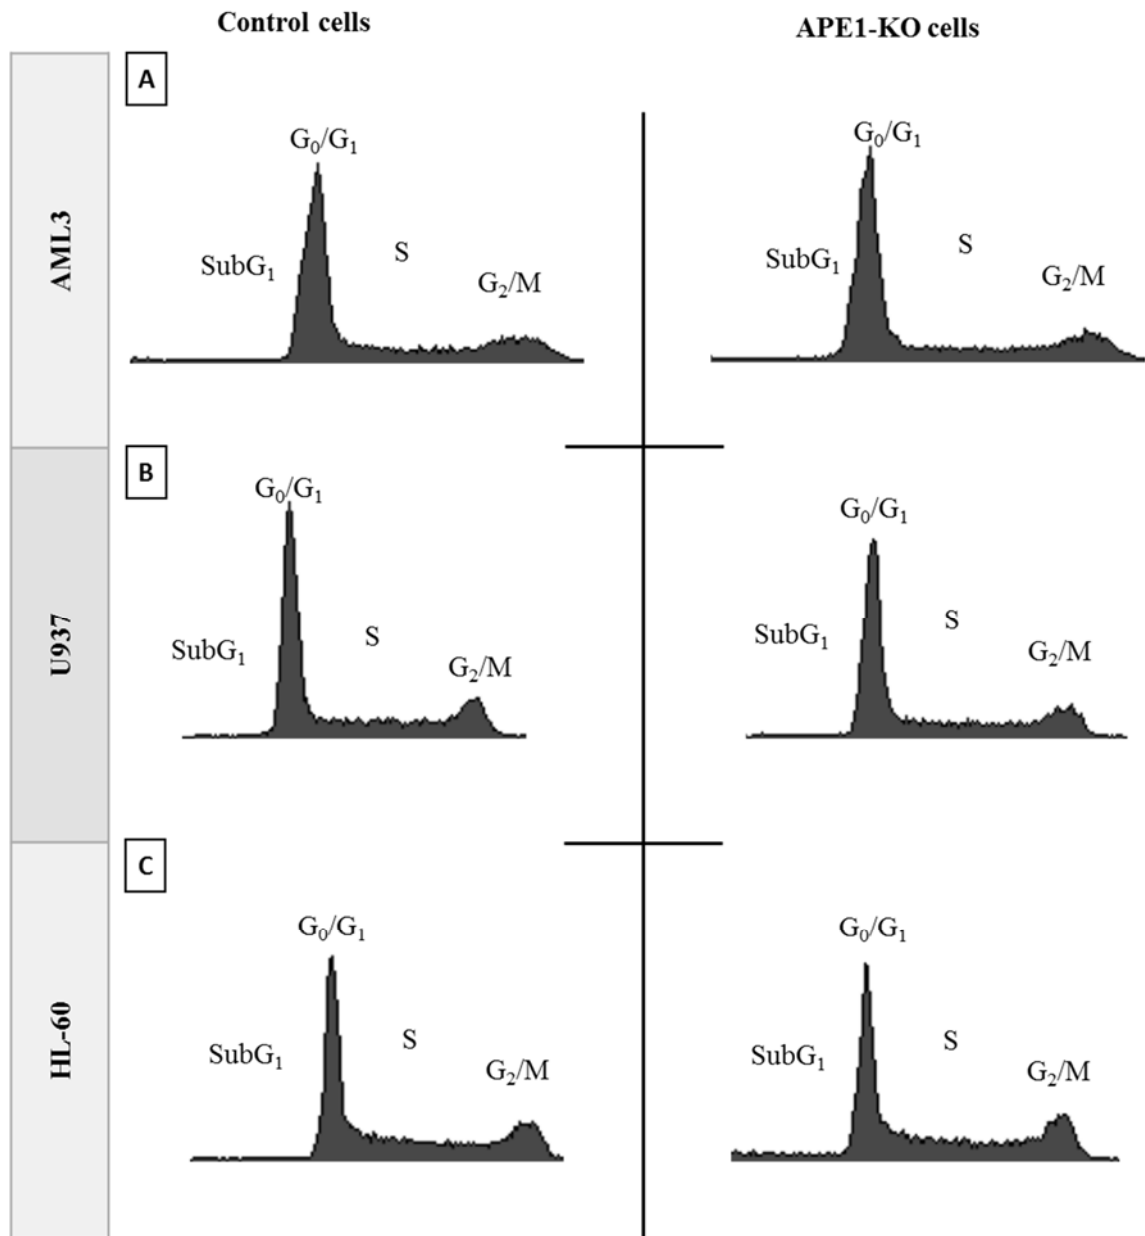 Control cells
APE1-KO cells
AML3
A
G₀/G₁
SubG₁
S
G₂/M
G₀/G₁
SubG₁
S
G₂/M
U937
B
G₀/G₁
SubG₁
S
G₂/M
G₀/G₁
SubG₁
S
G₂/M
HL-60
C
G₀/G₁
SubG₁
S
G₂/M
G₀/G₁
SubG₁
S
G₂/M